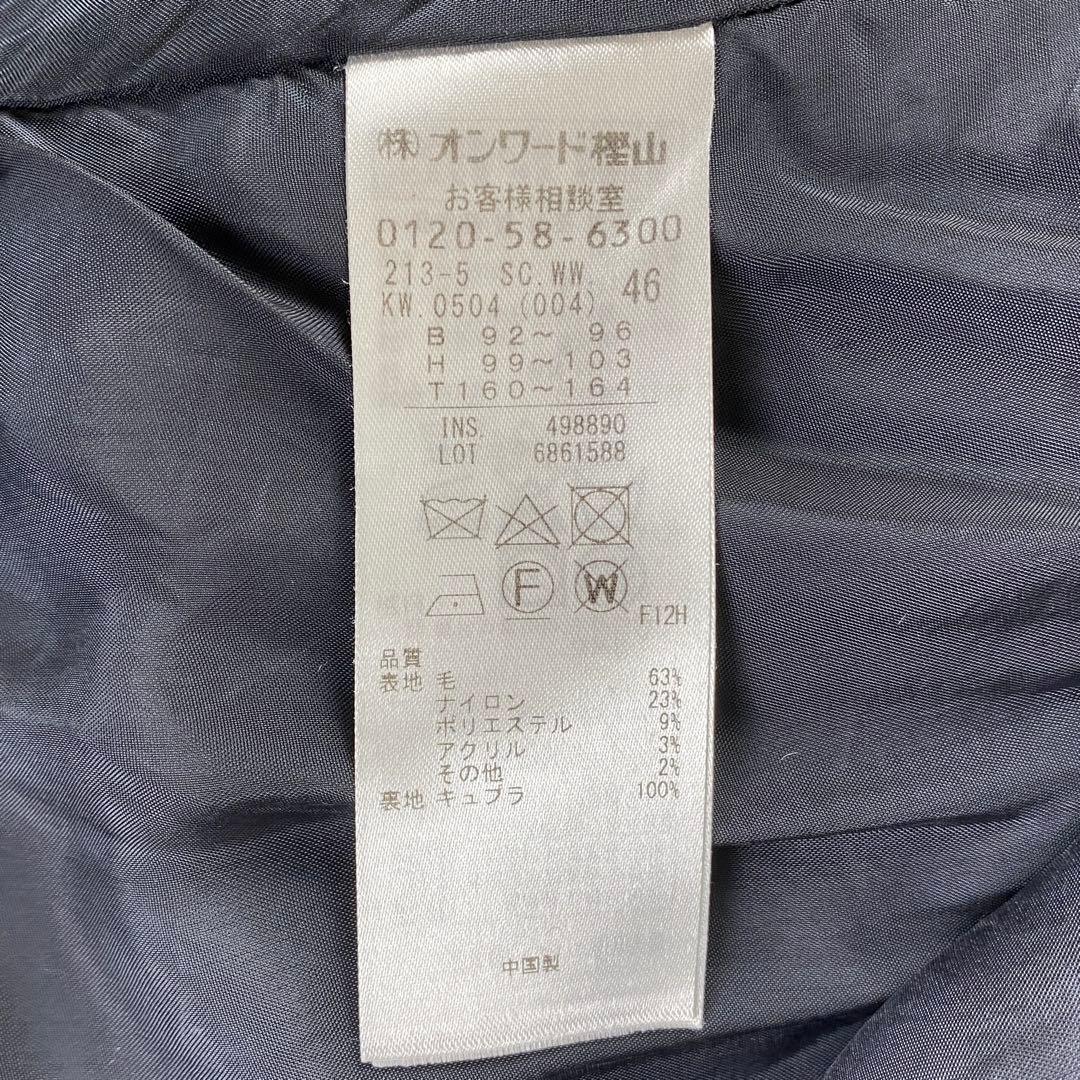 ㈱オンワード樫山
お客様相談室
0120-58-6300
213-5 SC.WW. 46
KW.0504 (004)
B 92～ 96
H 99～103
T160～164
INS. 498890
LOT 6861588
F W
F12H
品質
表地 毛 63%
ナイロン 23%
ポリエステル 9%
アクリル 3%
その他 2%
裏地 キュプラ 100%
中国製